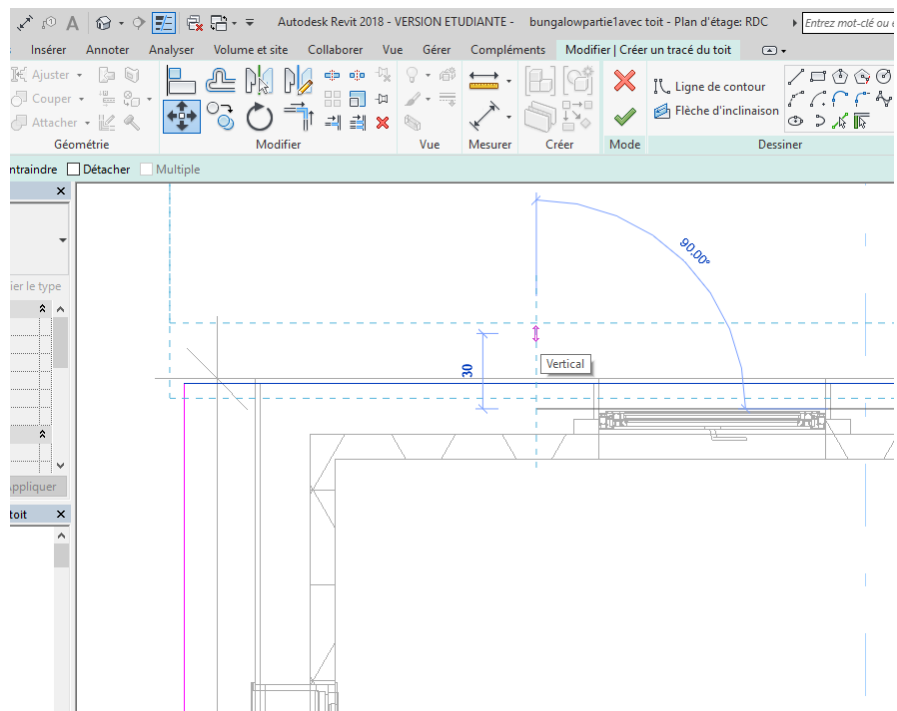 Autodesk Revit 2018 - VERSION ETUDIANTE - bungalowpartie1avec toit - Plan d'étage: RDC
Entrez mot-clé ou
Insérer Annoter Analyser Volume et site Collaborer Vue Gérer Compléments Modifier | Créer un tracé du toit
Ajuster
Couper
Attacher
Ligne de contour
Flèche d'inclinaison
Géométrie Modifier Vue Mesurer Créer Mode Dessiner
ntraindre Détacher Multiple
ier le type
Appliquer
toit
90.00°
30
Vertical